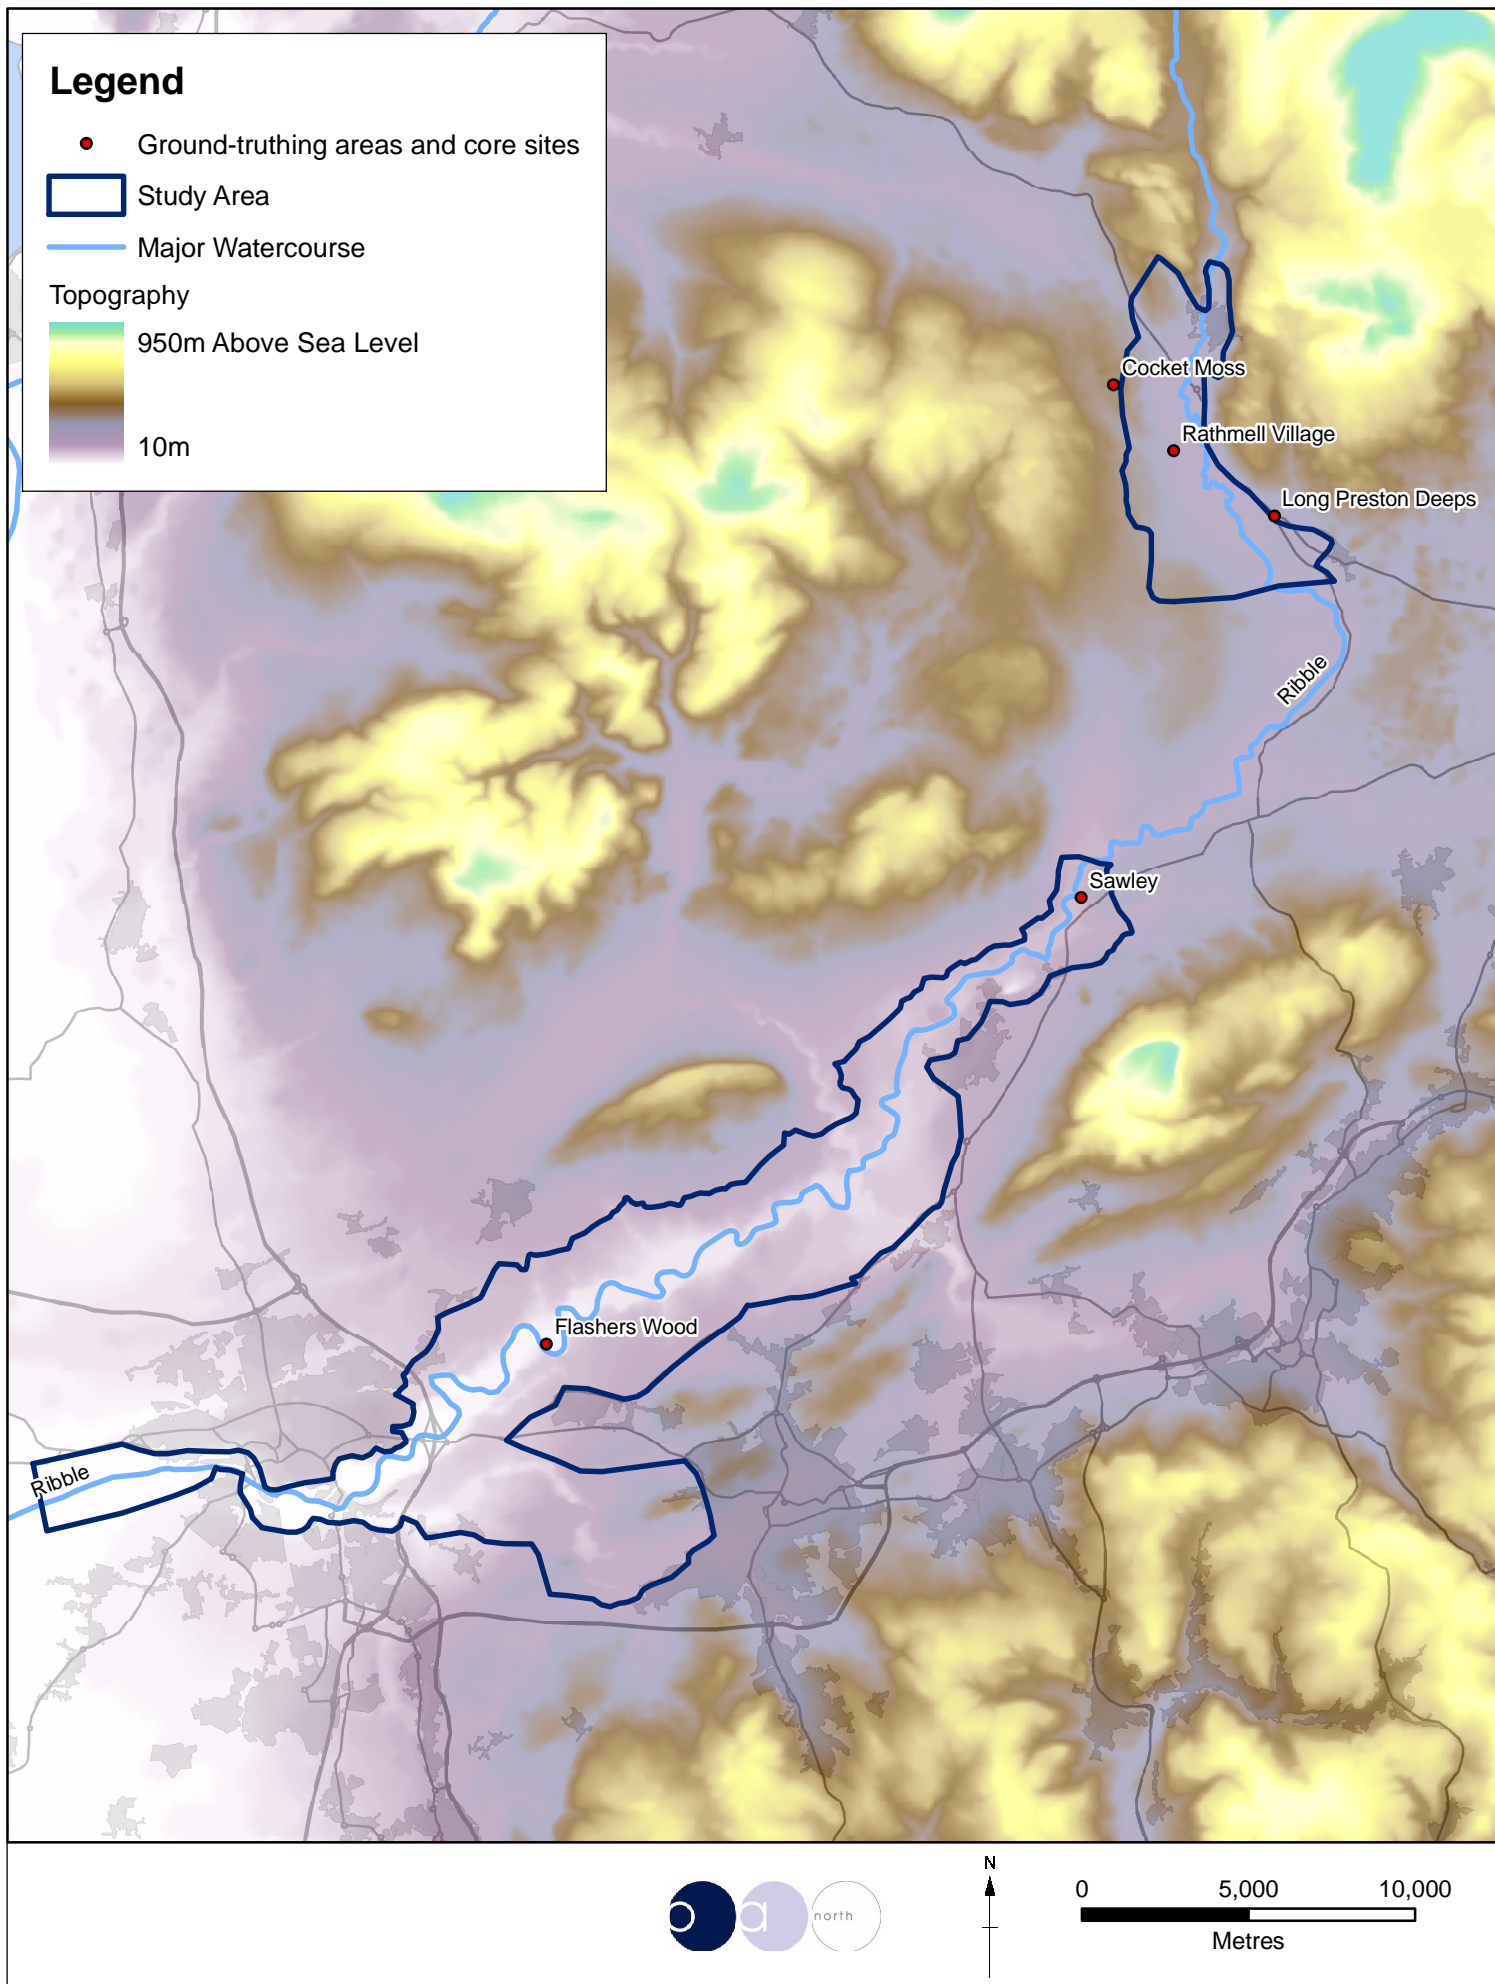 Legend
Ground-truthing areas and core sites
Study Area
Major Watercourse
Topography
950m Above Sea Level
10m
Cocket Moss
Rathmell Village
Long Preston Deeps
Ribble
Sawley
Flashers Wood
Ribble
o a north
N
0 5,000 10,000
Metres